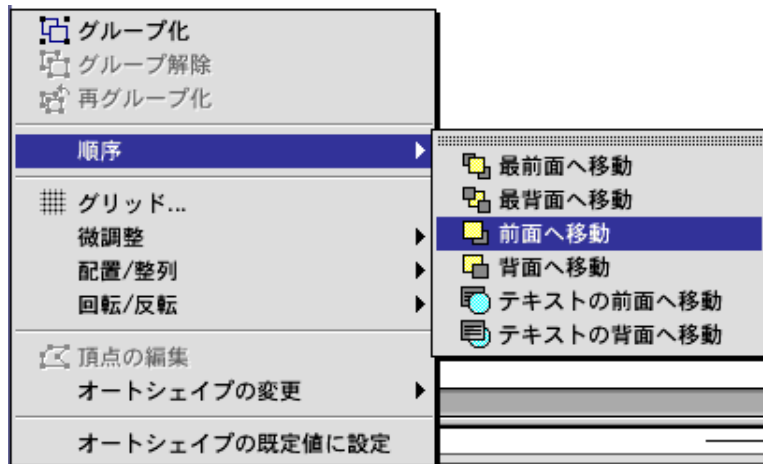 グループ化
グループ解除
再グループ化
順序
グリッド...
微調整
配置/整列
回転/反転
頂点の編集
オートシェイプの変更
オートシェイプの既定値に設定
最前面へ移動
最背面へ移動
前面へ移動
背面へ移動
テキストの前面へ移動
テキストの背面へ移動